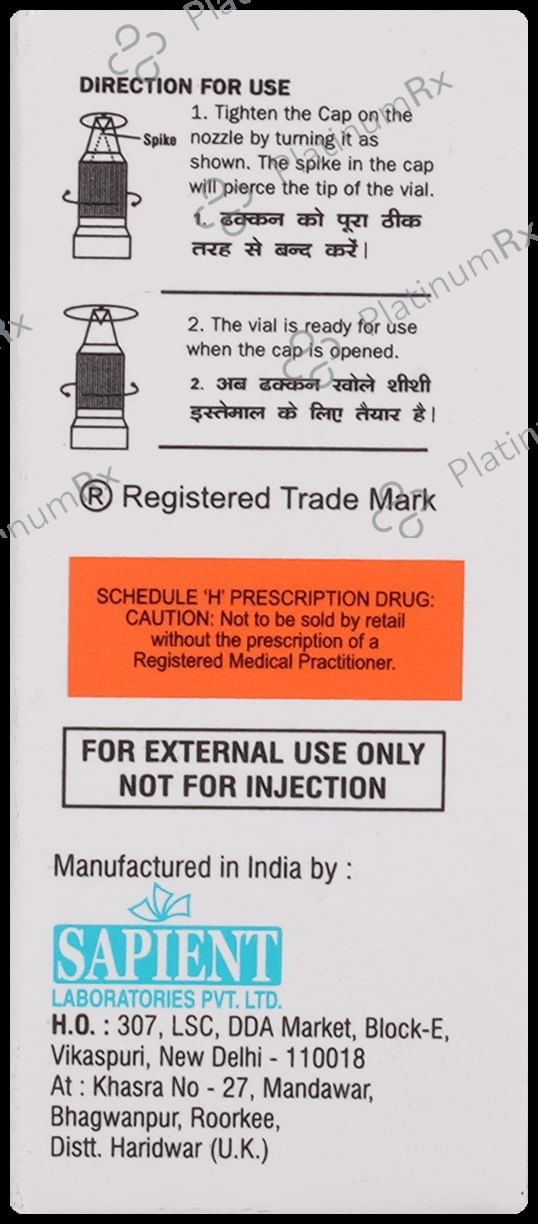 DIRECTION FOR USE
Spike
1. Tighten the Cap on the
nozzle by turning it as
shown. The spike in the cap
will pierce the tip of the vial.
1. ढक्कन को पूरा ठीक
तरह से बन्द करें।
2. The vial is ready for use
when the cap is opened.
2. अब ढक्कन खोले शीशी
इस्तेमाल के लिए तैयार है।
® Registered Trade Mark
SCHEDULE 'H' PRESCRIPTION DRUG:
CAUTION: Not to be sold by retail
without the prescription of a
Registered Medical Practitioner.
FOR EXTERNAL USE ONLY
NOT FOR INJECTION
Manufactured in India by :
SAPIENT
LABORATORIES PVT. LTD.
H.O. : 307, LSC, DDA Market, Block-E,
Vikaspuri, New Delhi - 110018
At : Khasra No - 27, Mandawar,
Bhagwanpur, Roorkee,
Distt. Haridwar (U.K.)
PlatinumRx
PlatinumRx